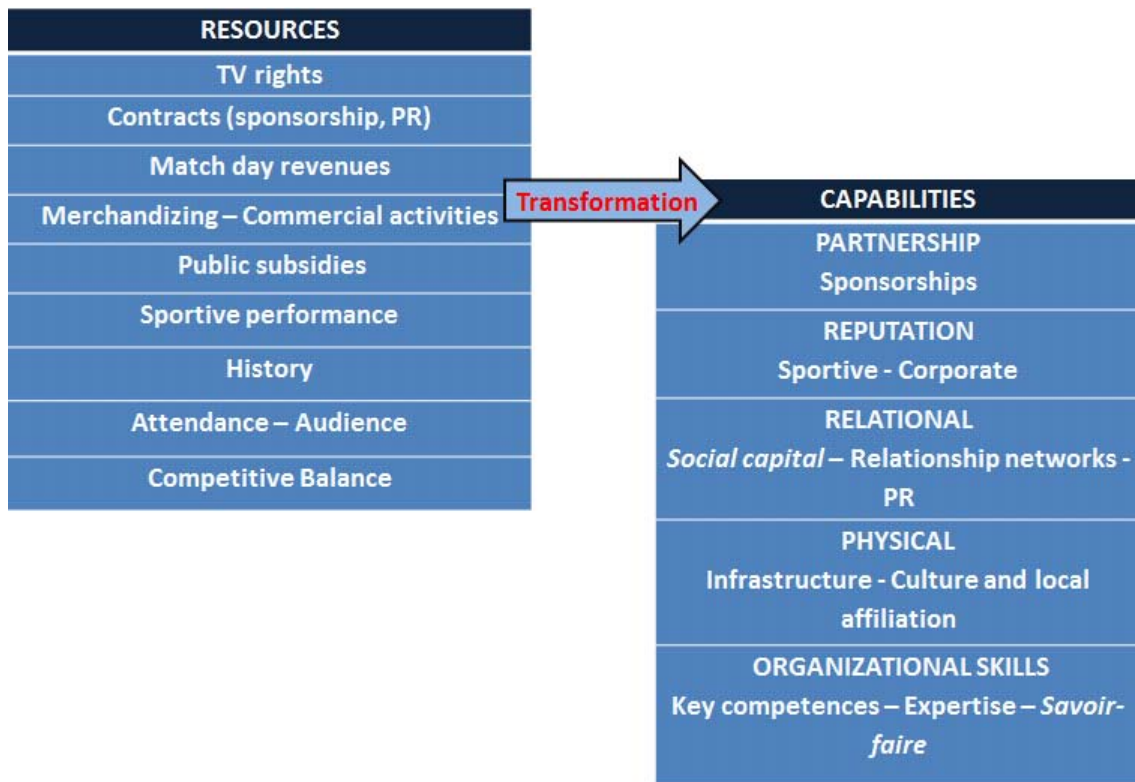 RESOURCES
TV rights
Contracts (sponsorship, PR)
Match day revenues
Merchandizing – Commercial activities
Public subsidies
Sportive performance
History
Attendance – Audience
Competitive Balance
Transformation
CAPABILITIES
PARTNERSHIP
Sponsorships
REPUTATION
Sportive - Corporate
RELATIONAL
Social capital – Relationship networks -
PR
PHYSICAL
Infrastructure - Culture and local
affiliation
ORGANIZATIONAL SKILLS
Key competences – Expertise – Savoir-
faire